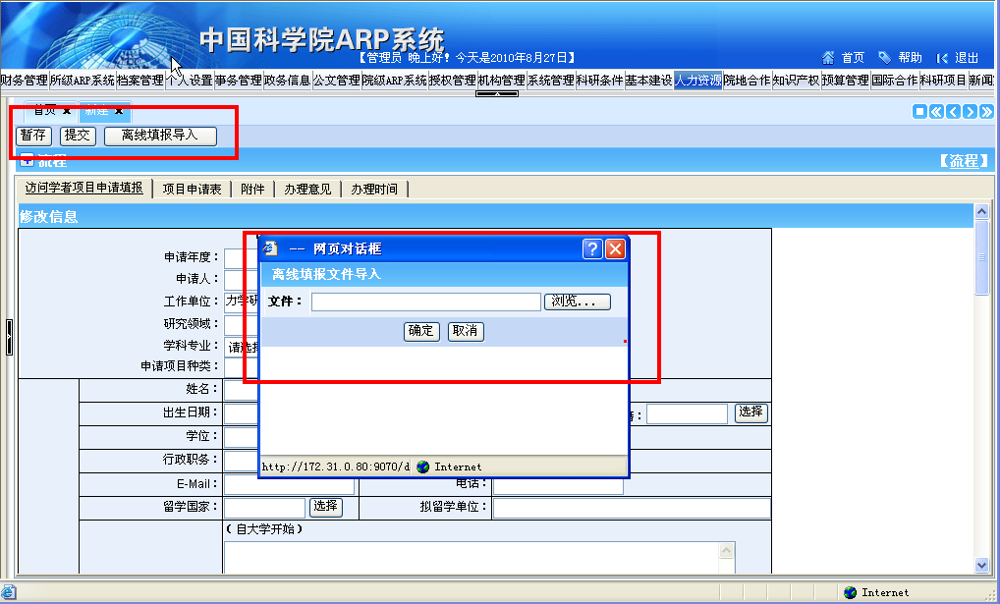 中国科学院ARP系统
【管理员 晚上好! 今天是2010年8月27日】
首页 帮助 退出
财务管理 所级ARP系统 档案管理 个人设置 事务管理 政务信息 公文管理 院级ARP系统 授权管理 机构管理 系统管理 科研条件 基本建设 人力资源 院地合作 知识产权 预算管理 国际合作 科研项目 新闻
首页 x 新建 x
暂存 提交 离线填报导入
流程 【流程】
访问学者项目申请填报 项目申请表 附件 办理意见 办理时间
修改信息
-- 网页对话框
离线填报文件导入
文件：
浏览...
确定 取消
http://172.31.0.80:9070/d Internet
申请年度：
申请人：
工作单位： 力学研
研究领域：
学科专业： 请选择
申请项目种类：
姓名：
出生日期： 选择
学位：
行政职务：
E-Mail： 电话：
留学国家： 选择 拟留学单位：
(自大学开始)
Internet